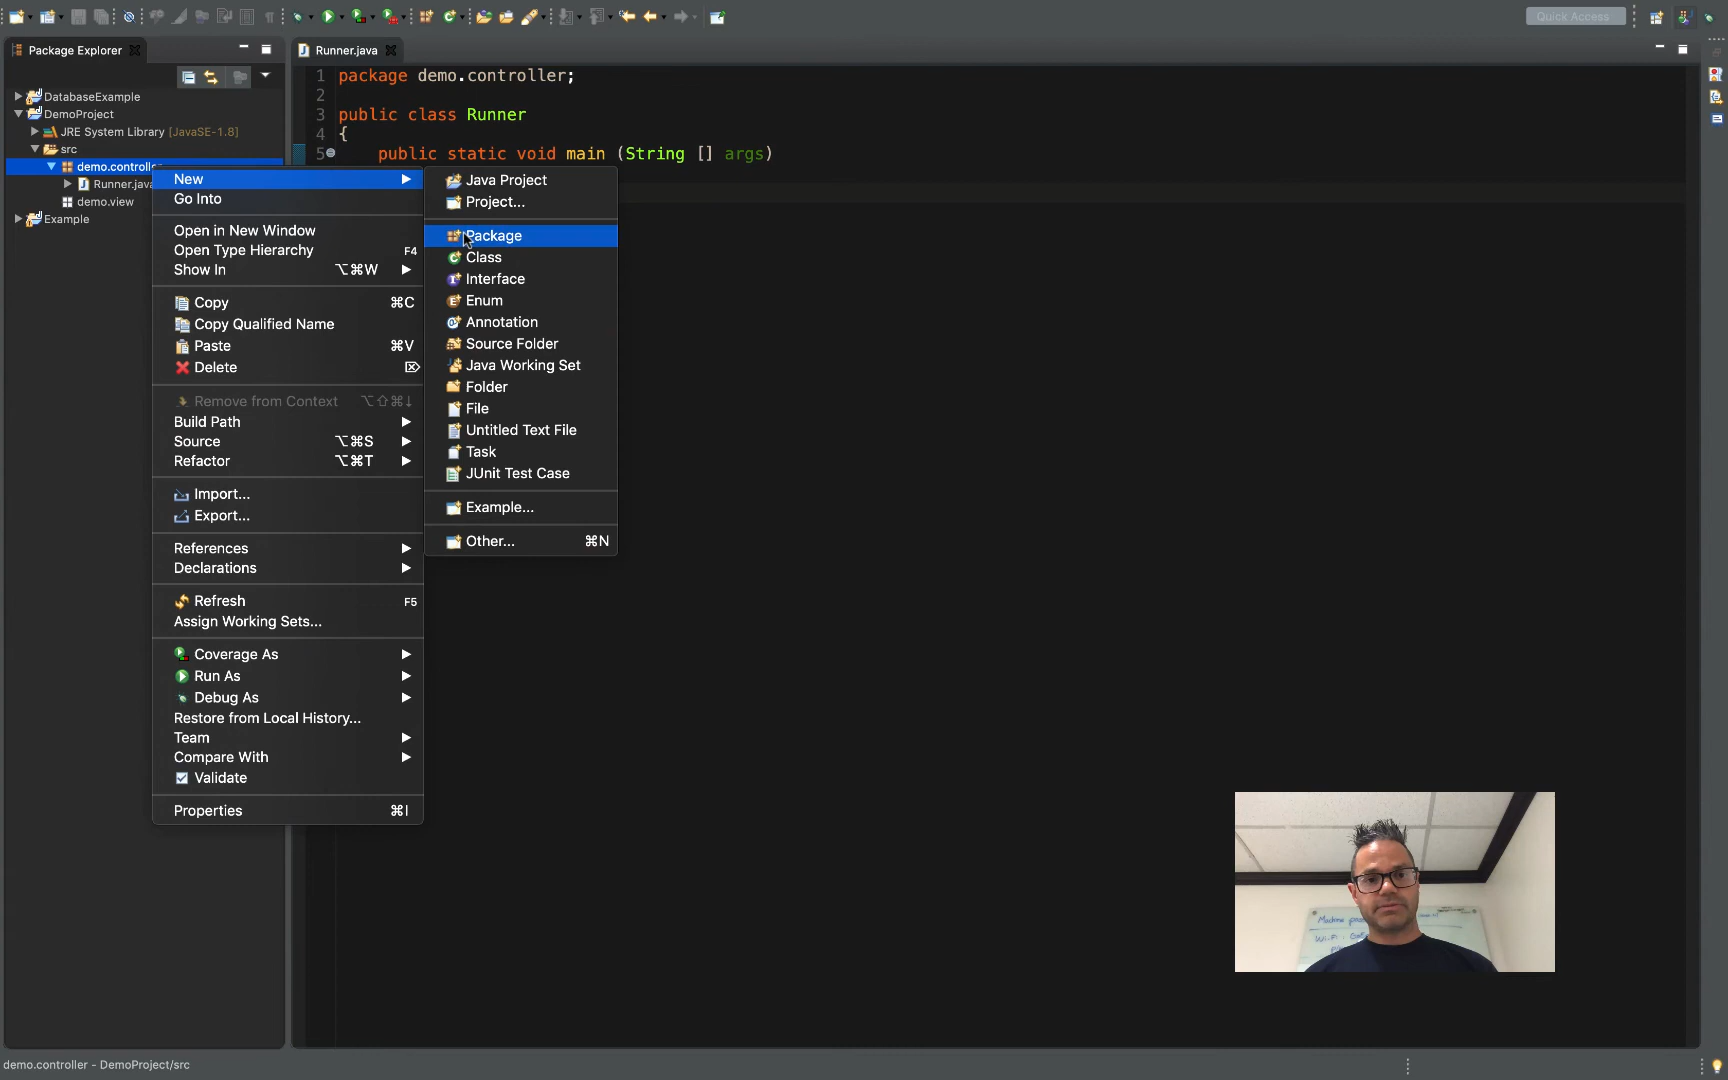 Quick Access
Package Explorer
Runner.java
DatabaseExample
DemoProject
JRE System Library [JavaSE-1.8]
src
demo.controller
Runner.java
demo.view
Example
1 package demo.controller;
2
3 public class Runner
4 {
5 public static void main (String [] args)
New
Go Into
Open in New Window
Open Type Hierarchy F4
Show In ⌥⌘W
Copy ⌘C
Copy Qualified Name
Paste ⌘V
Delete ⌦
Remove from Context ⌥⇧⌘↓
Build Path
Source ⌥⌘S
Refactor ⌥⌘T
Import...
Export...
References
Declarations
Refresh F5
Assign Working Sets...
Coverage As
Run As
Debug As
Restore from Local History...
Team
Compare With
Validate
Properties ⌘I
Java Project
Project...
Package
Class
Interface
Enum
Annotation
Source Folder
Java Working Set
Folder
File
Untitled Text File
Task
JUnit Test Case
Example...
Other... ⌘N
Machine
Wi-Fi :
demo.controller - DemoProject/src